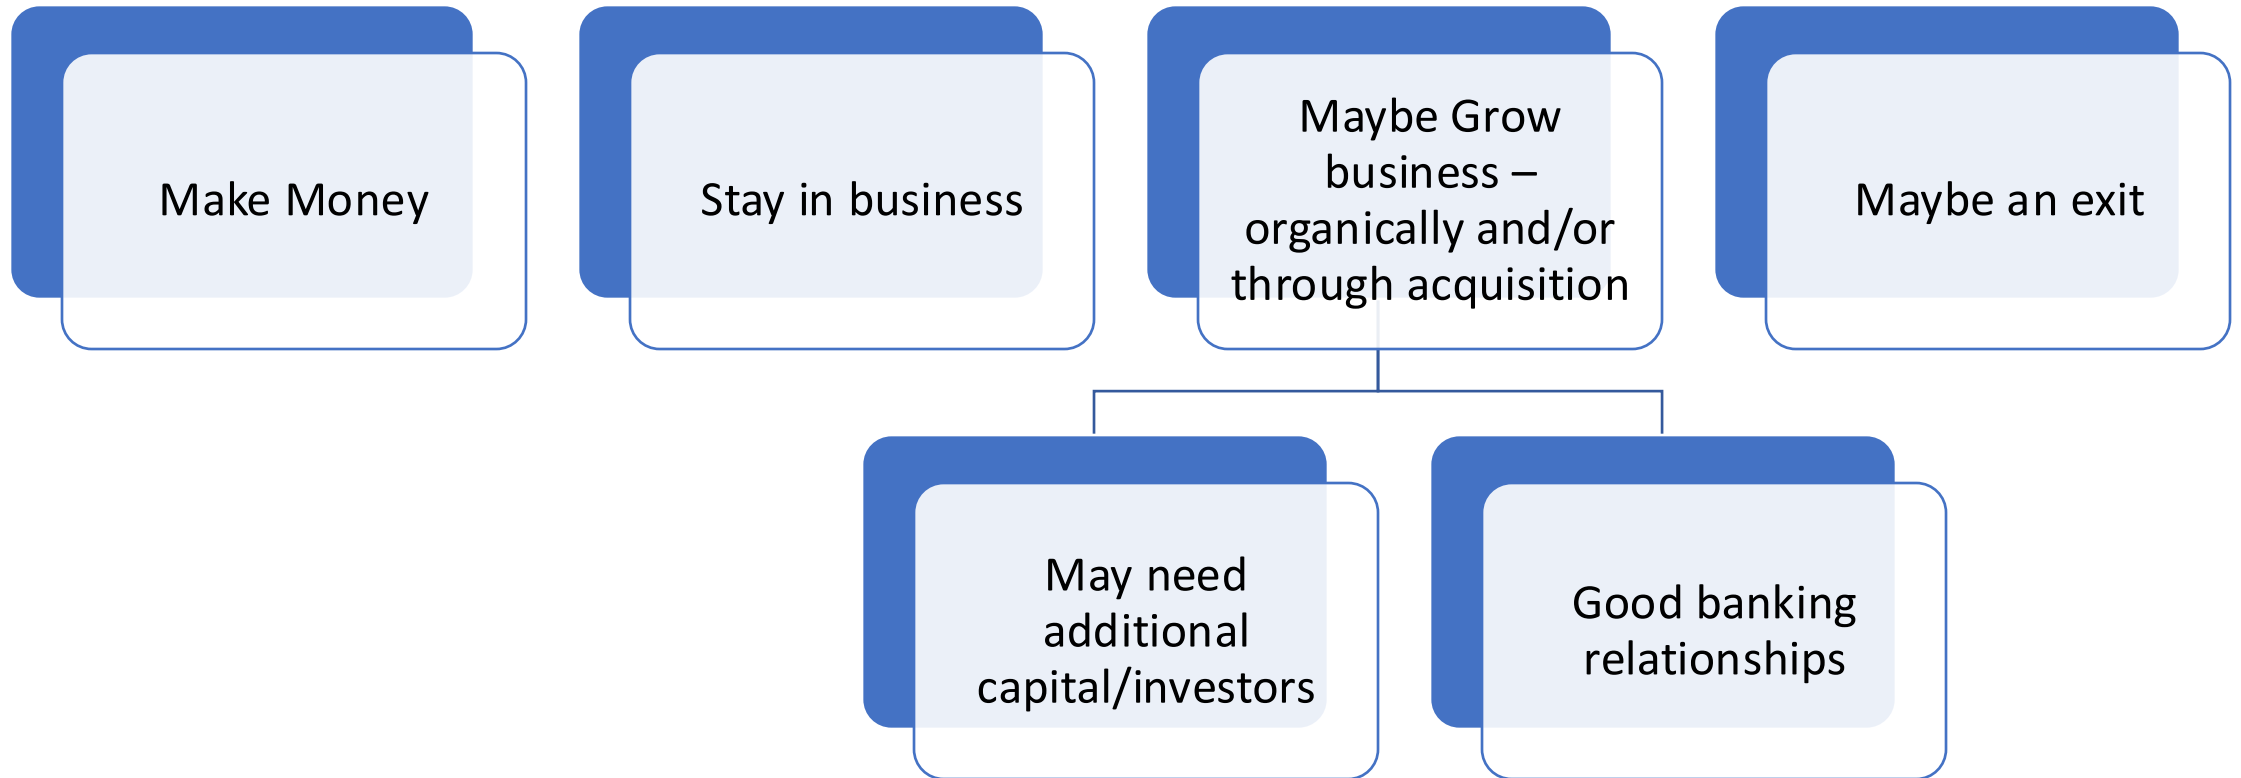 Make Money
Stay in business
Maybe Grow
business –
organically and/or
through acquisition
Maybe an exit
May need
additional
capital/investors
Good banking
relationships